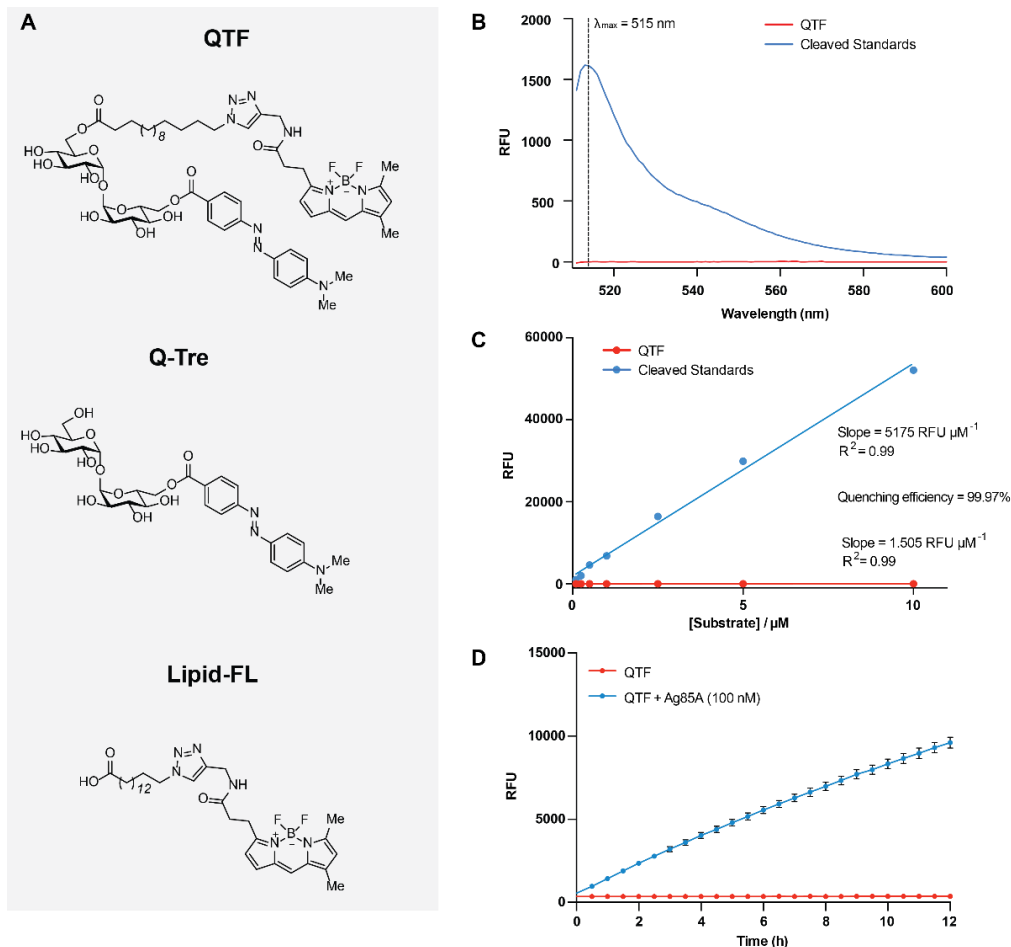 A
QTF
O
O
8
N=N
N
NH
O
F
F
Me
N
B
N
+
−
Me
HO
HO
HO
O
O
O
O
O
HO
HO
OH
N
N
N
Me
Me
Q-Tre
OH
HO
HO
HO
O
O
O
O
O
HO
HO
OH
N
N
N
Me
Me
Lipid-FL
O
HO
12
N=N
N
NH
O
F
F
Me
N
B
N
+
−
Me
B
λmax = 515 nm
QTF
Cleaved Standards
2000
1500
1000
500
0
RFU
520
540
560
580
600
Wavelength (nm)
C
QTF
Cleaved Standards
60000
40000
20000
0
RFU
Slope = 5175 RFU µM⁻¹
R² = 0.99
Quenching efficiency = 99.97%
Slope = 1.505 RFU µM⁻¹
R² = 0.99
0
5
10
[Substrate] / µM
D
QTF
QTF + Ag85A (100 nM)
15000
10000
5000
0
RFU
0
2
4
6
8
10
12
Time (h)